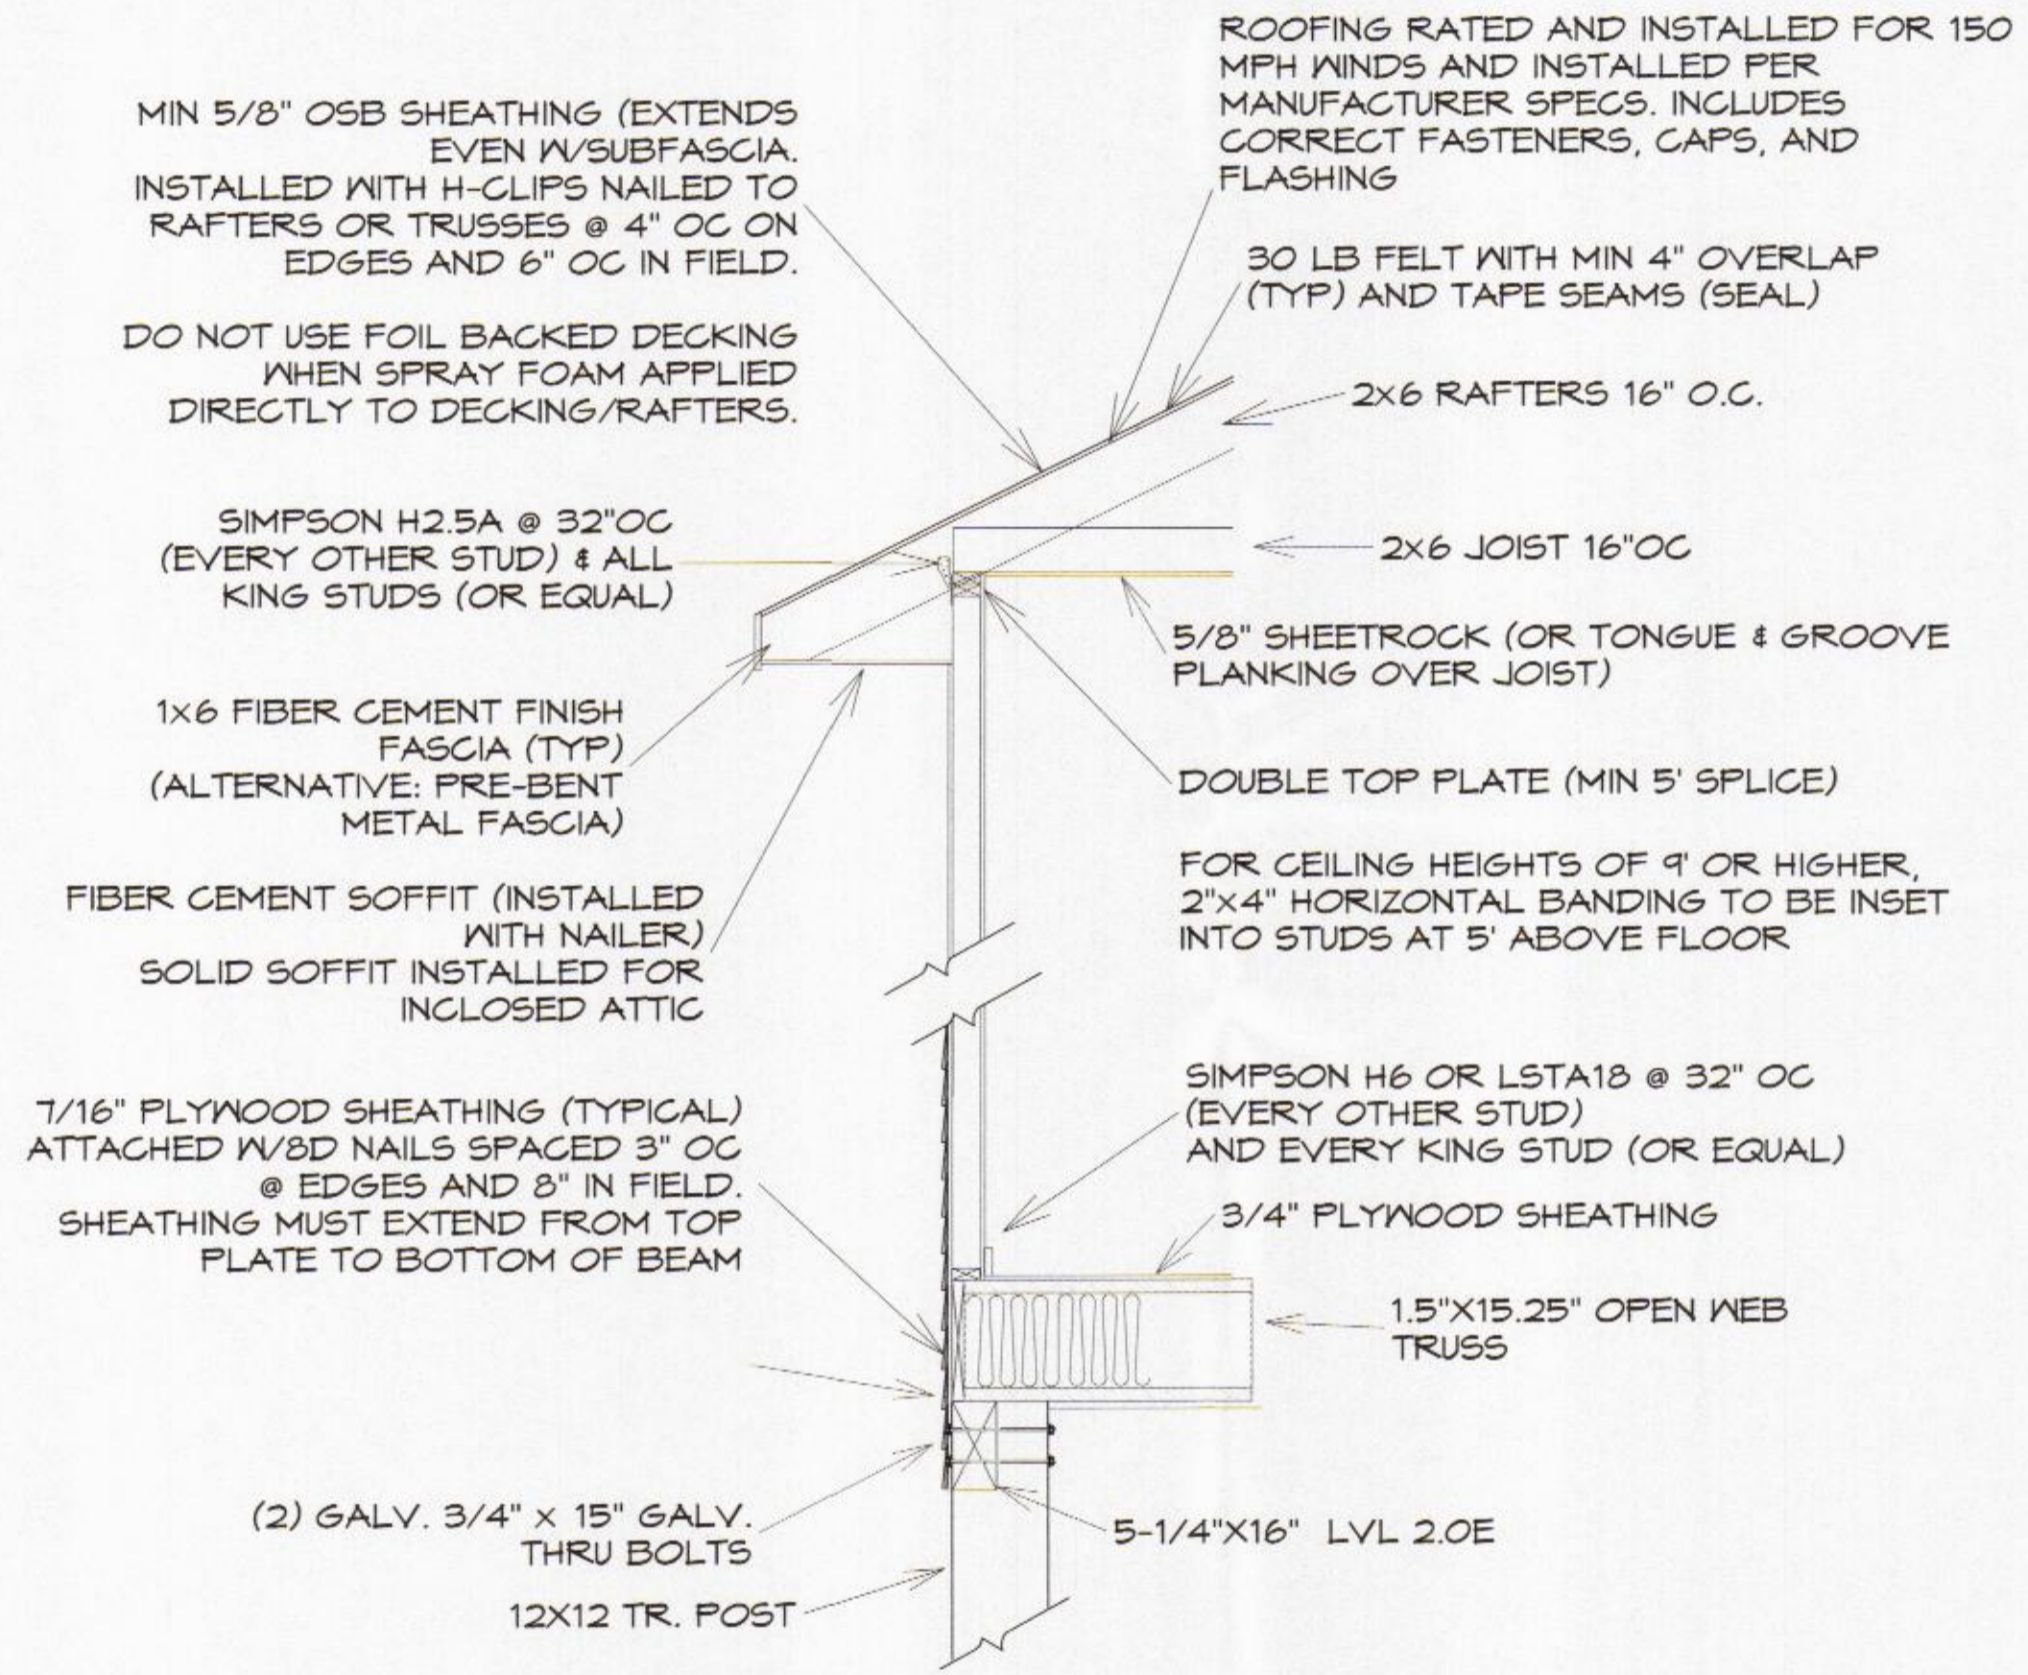 ROOFING RATED AND INSTALLED FOR 150
MPH WINDS AND INSTALLED PER
MANUFACTURER SPECS. INCLUDES
CORRECT FASTENERS, CAPS, AND
FLASHING
MIN 5/8" OSB SHEATHING (EXTENDS
EVEN W/SUBFASCIA.
INSTALLED WITH H-CLIPS NAILED TO
RAFTERS OR TRUSSES @ 4" OC ON
EDGES AND 6" OC IN FIELD.
DO NOT USE FOIL BACKED DECKING
WHEN SPRAY FOAM APPLIED
DIRECTLY TO DECKING/RAFTERS.
30 LB FELT WITH MIN 4" OVERLAP
(TYP) AND TAPE SEAMS (SEAL)
2x6 RAFTERS 16" O.C.
SIMPSON H2.5A @ 32"OC
(EVERY OTHER STUD) & ALL
KING STUDS (OR EQUAL)
2x6 JOIST 16"OC
5/8" SHEETROCK (OR TONGUE & GROOVE
PLANKING OVER JOIST)
1x6 FIBER CEMENT FINISH
FASCIA (TYP)
(ALTERNATIVE: PRE-BENT
METAL FASCIA)
DOUBLE TOP PLATE (MIN 5' SPLICE)
FOR CEILING HEIGHTS OF 9' OR HIGHER,
2"x4" HORIZONTAL BANDING TO BE INSET
INTO STUDS AT 5' ABOVE FLOOR
FIBER CEMENT SOFFIT (INSTALLED
WITH NAILER)
SOLID SOFFIT INSTALLED FOR
INCLOSED ATTIC
SIMPSON H6 OR LSTA18 @ 32" OC
(EVERY OTHER STUD)
AND EVERY KING STUD (OR EQUAL)
7/16" PLYWOOD SHEATHING (TYPICAL)
ATTACHED W/8D NAILS SPACED 3" OC
@ EDGES AND 8" IN FIELD.
SHEATHING MUST EXTEND FROM TOP
PLATE TO BOTTOM OF BEAM
3/4" PLYWOOD SHEATHING
1.5"X15.25" OPEN WEB
TRUSS
(2) GALV. 3/4" x 15" GALV.
THRU BOLTS
5-1/4"X16" LVL 2.0E
12X12 TR. POST